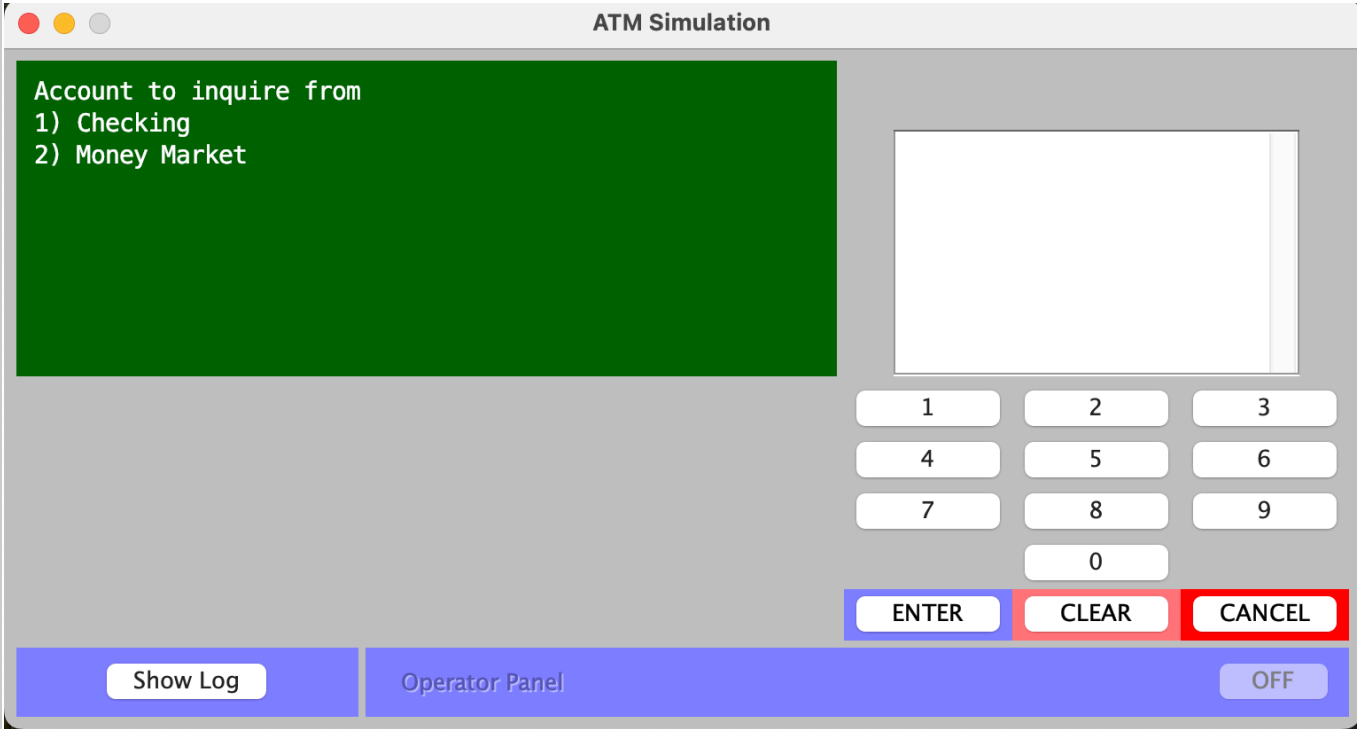 ATM Simulation
Account to inquire from
1) Checking
2) Money Market
1 2 3
4 5 6
7 8 9
0
ENTER CLEAR CANCEL
Show Log Operator Panel OFF